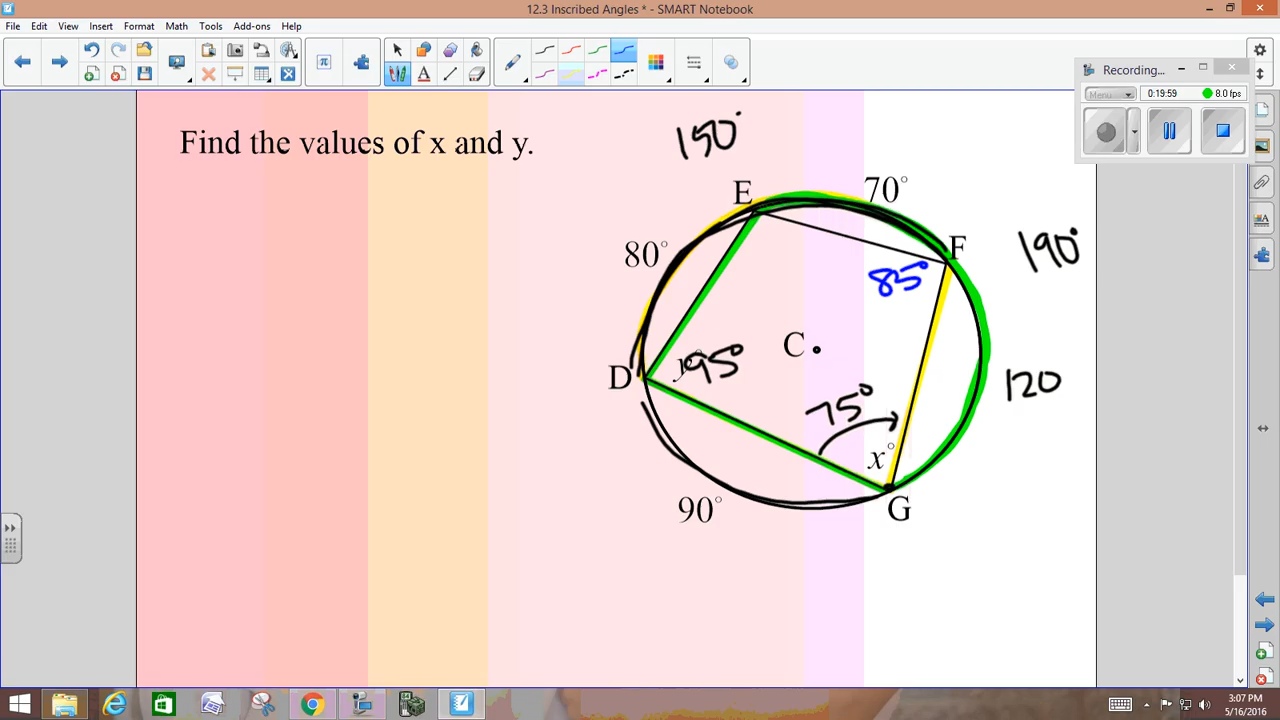 12.3 Inscribed Angles * - SMART Notebook
File Edit View Insert Format Math Tools Add-ons Help
Recording...
Menu 0:19:59 8.0 fps
Find the values of x and y.
150°
E 70°
80° F 190°
85°
C
D y° 95°
120
75°
x°
90° G
3:07 PM
5/16/2016